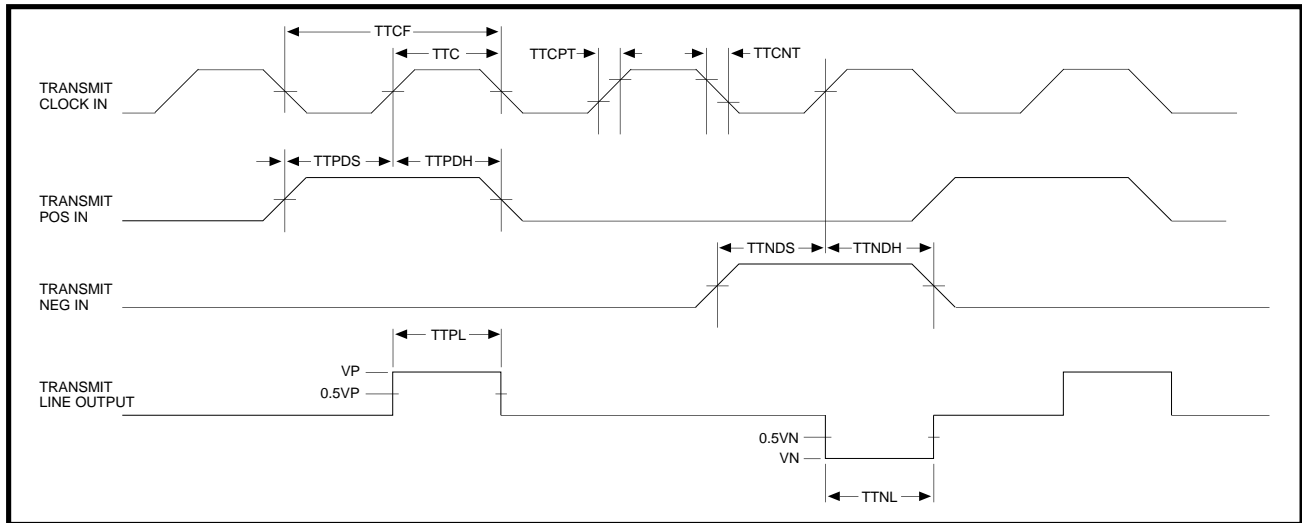 TTCF
TTC
TTCPT
TTCNT
TRANSMIT
CLOCK IN
TTPDS
TTPDH
TRANSMIT
POS IN
TTNDS
TTNDH
TRANSMIT
NEG IN
TTPL
VP
0.5VP
TRANSMIT
LINE OUTPUT
0.5VN
VN
TTNL